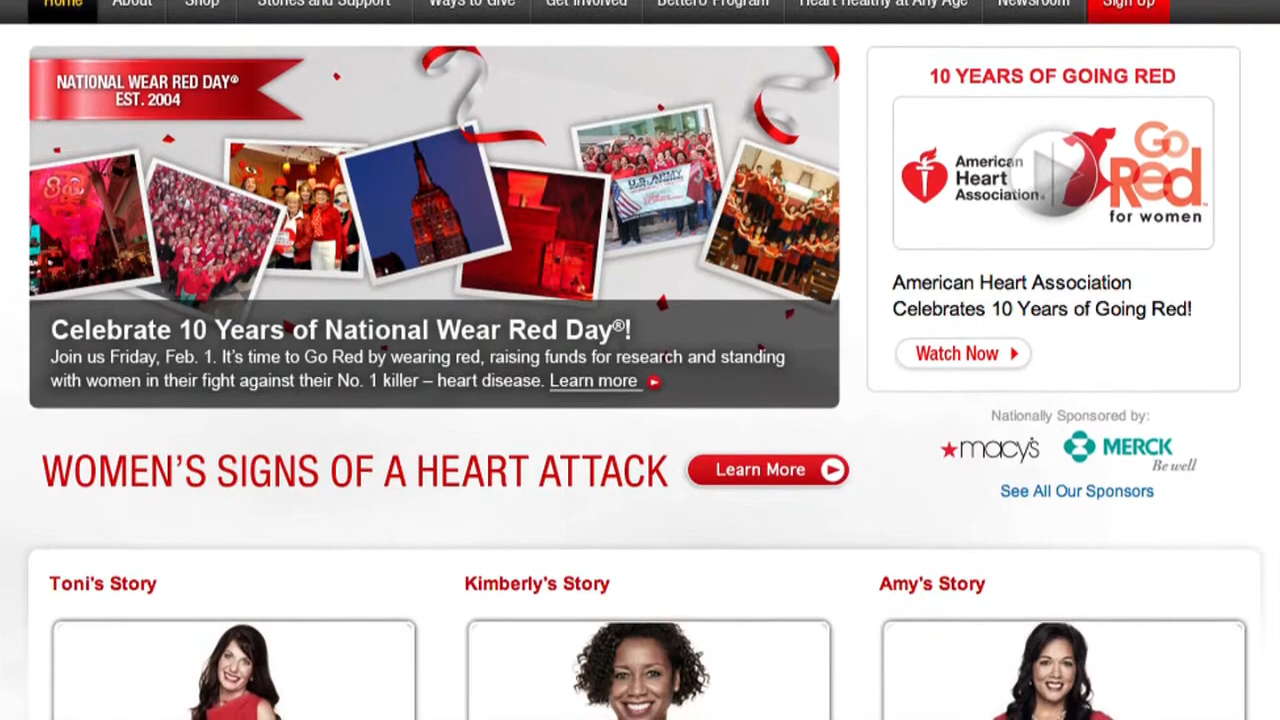 Home About Shop Stories and Support Ways to Give Get Involved BetterU Program Heart Healthy at Any Age Newsroom Sign Up
NATIONAL WEAR RED DAY®
EST. 2004
U.S. ARMY
Celebrate 10 Years of National Wear Red Day®!
Join us Friday, Feb. 1. It's time to Go Red by wearing red, raising funds for research and standing
with women in their fight against their No. 1 killer – heart disease. Learn more
10 YEARS OF GOING RED
American
Heart
Association®
Go
Red™
for women
American Heart Association
Celebrates 10 Years of Going Red!
Watch Now
Nationally Sponsored by:
macy's
MERCK
Be well
See All Our Sponsors
WOMEN'S SIGNS OF A HEART ATTACK
Learn More
Toni's Story
Kimberly's Story
Amy's Story